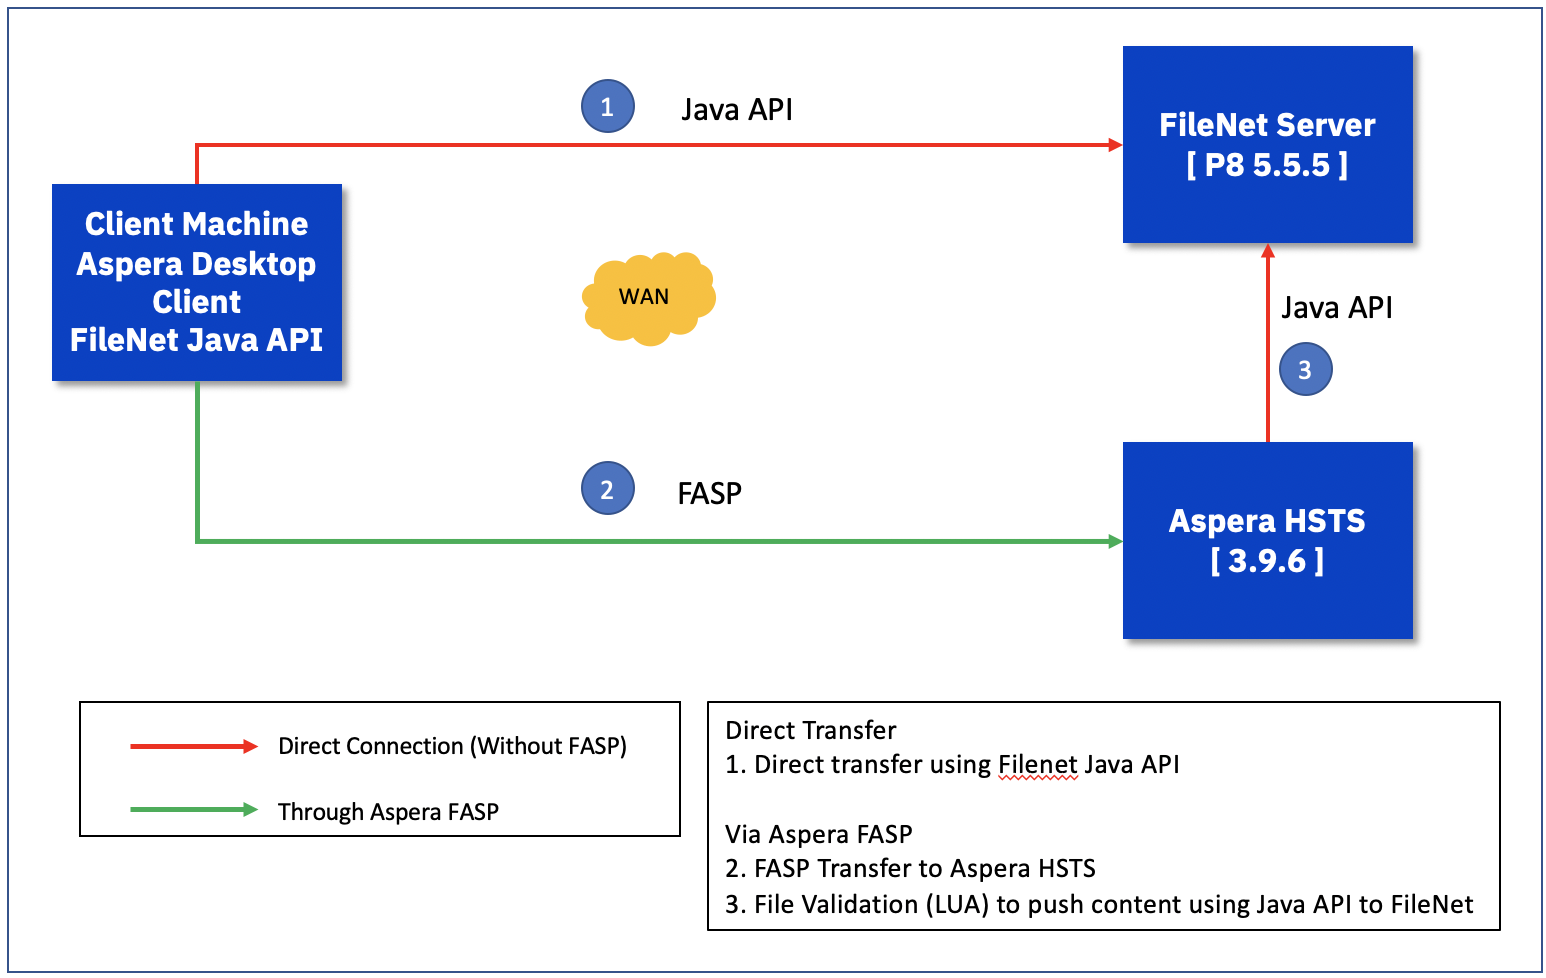 1
Java API
FileNet Server
[ P8 5.5.5 ]
Client Machine
Aspera Desktop
Client
FileNet Java API
WAN
Java API
3
2
FASP
Aspera HSTS
[ 3.9.6 ]
Direct Connection (Without FASP)
Through Aspera FASP
Direct Transfer
1. Direct transfer using Filenet Java API
Via Aspera FASP
2. FASP Transfer to Aspera HSTS
3. File Validation (LUA) to push content using Java API to FileNet